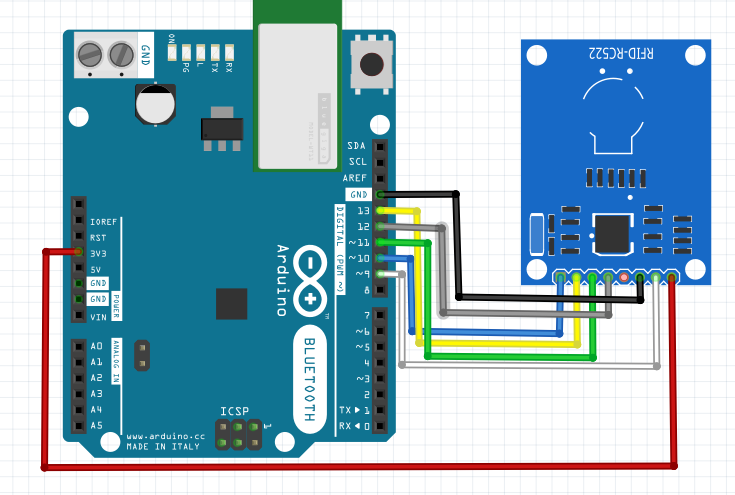 GND
ON
PG
L
TX
RX
RFID-RC522
SDA
SCL
AREF
GND
13
12
~11
~10
~9
8
DIGITAL (PWM ~)
7
~6
~5
4
~3
2
TX▶1
RX◀0
IOREF
RST
3V3
5V
GND
GND
VIN
POWER
A0
A1
A2
A3
A4
A5
ANALOG IN
Arduino
TM
BLUETOOTH
ICSP
1
www.arduino.cc
MADE IN ITALY